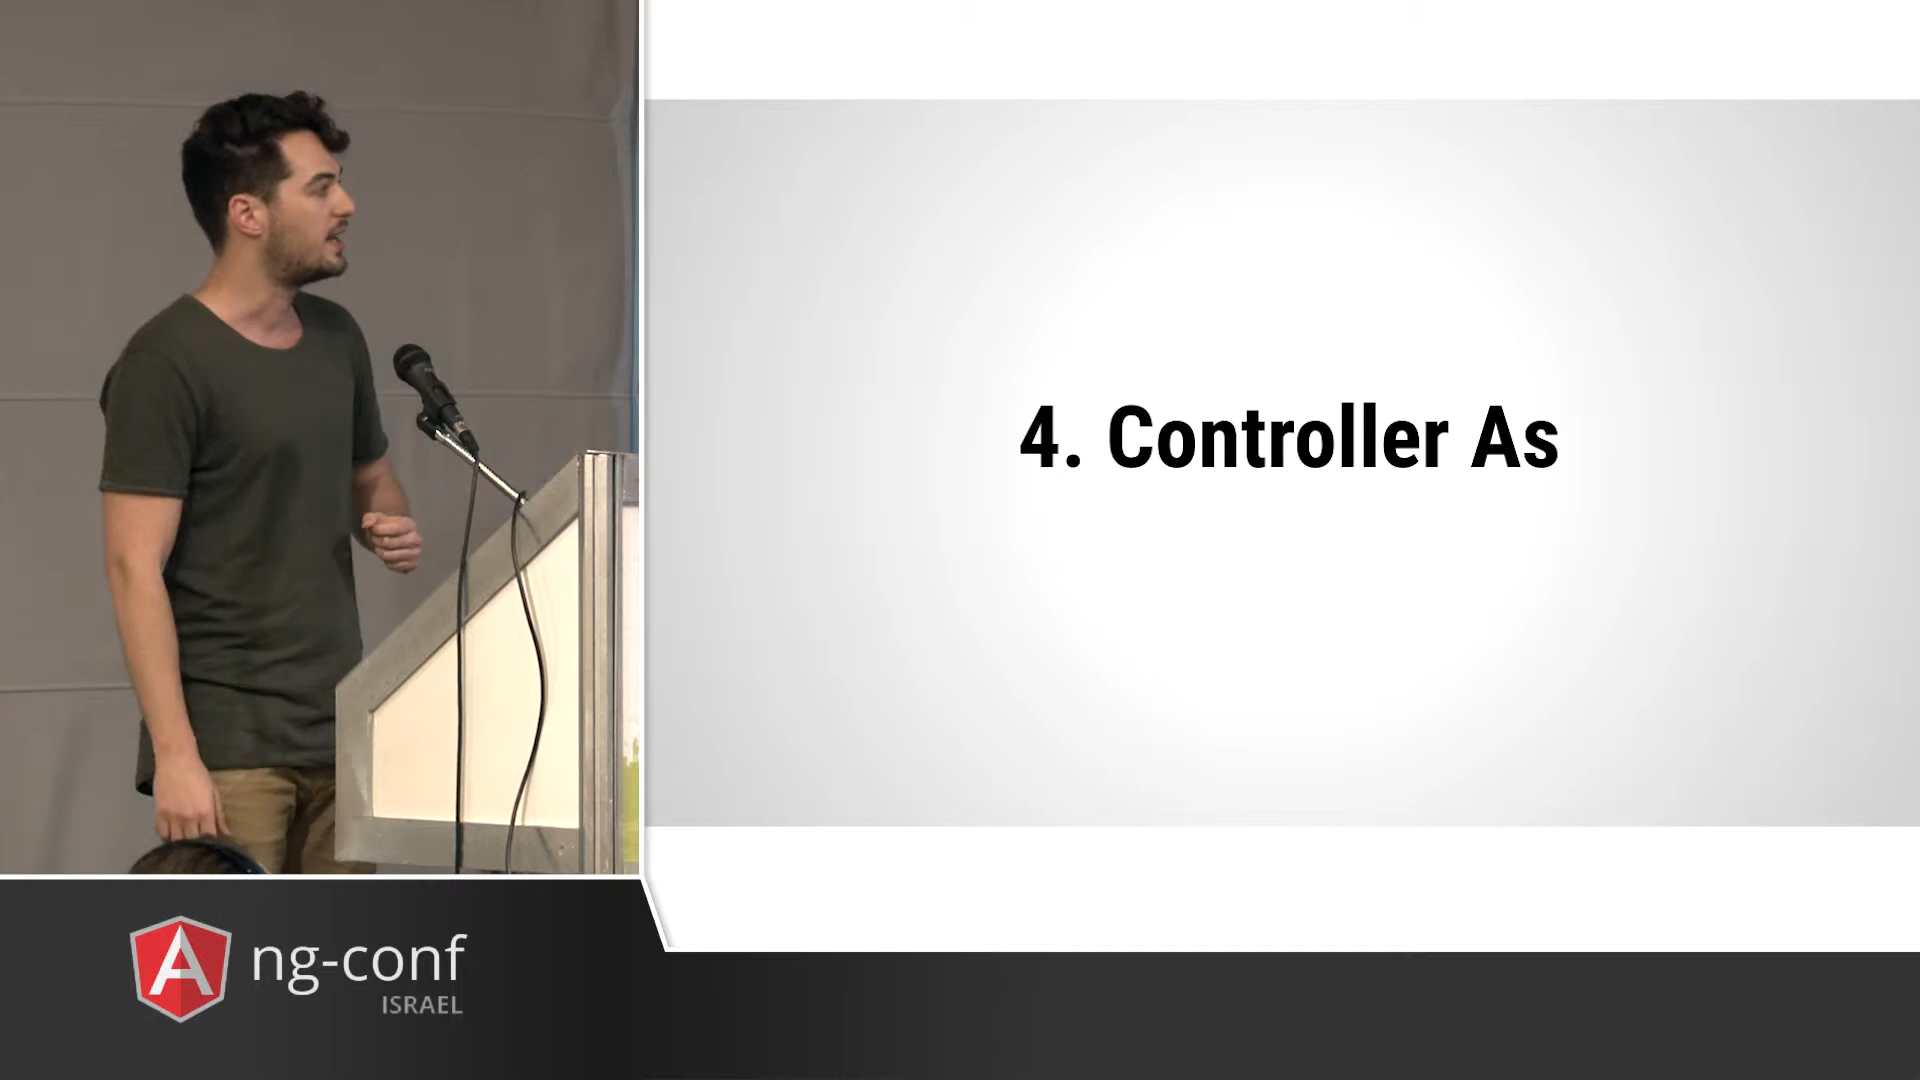 4. Controller As
A
ng-conf
ISRAEL